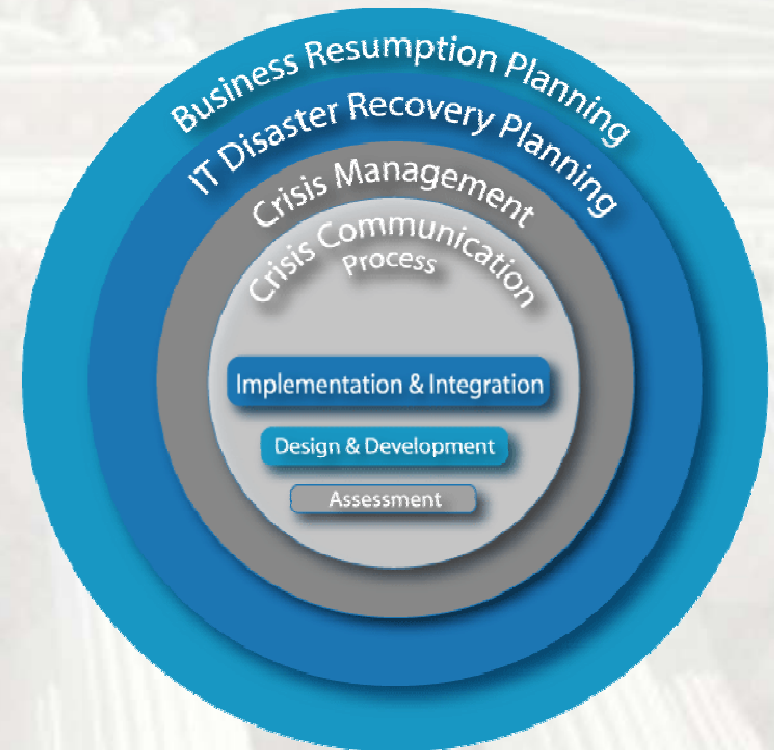 Business Resumption Planning
IT Disaster Recovery Planning
Crisis Management
Crisis Communication
Process
Implementation & Integration
Design & Development
Assessment